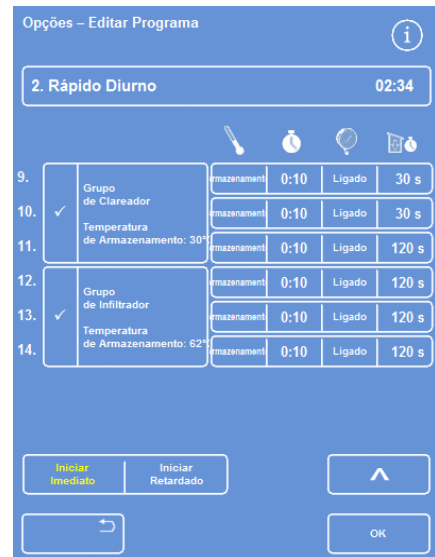 Opções – Editar Programa
i
2. Rápido Diurno 02:34
9. Grupo de Clareador Temperatura de Armazenamento: 30°
rmazenament 0:10 Ligado 30 s
10. ✓ rmazenament 0:10 Ligado 30 s
11. rmazenament 0:10 Ligado 120 s
12. Grupo de Infiltrador Temperatura de Armazenamento: 62°
rmazenament 0:10 Ligado 120 s
13. ✓ rmazenament 0:10 Ligado 120 s
14. rmazenament 0:10 Ligado 120 s
Iniciar Imediato
Iniciar Retardado
OK